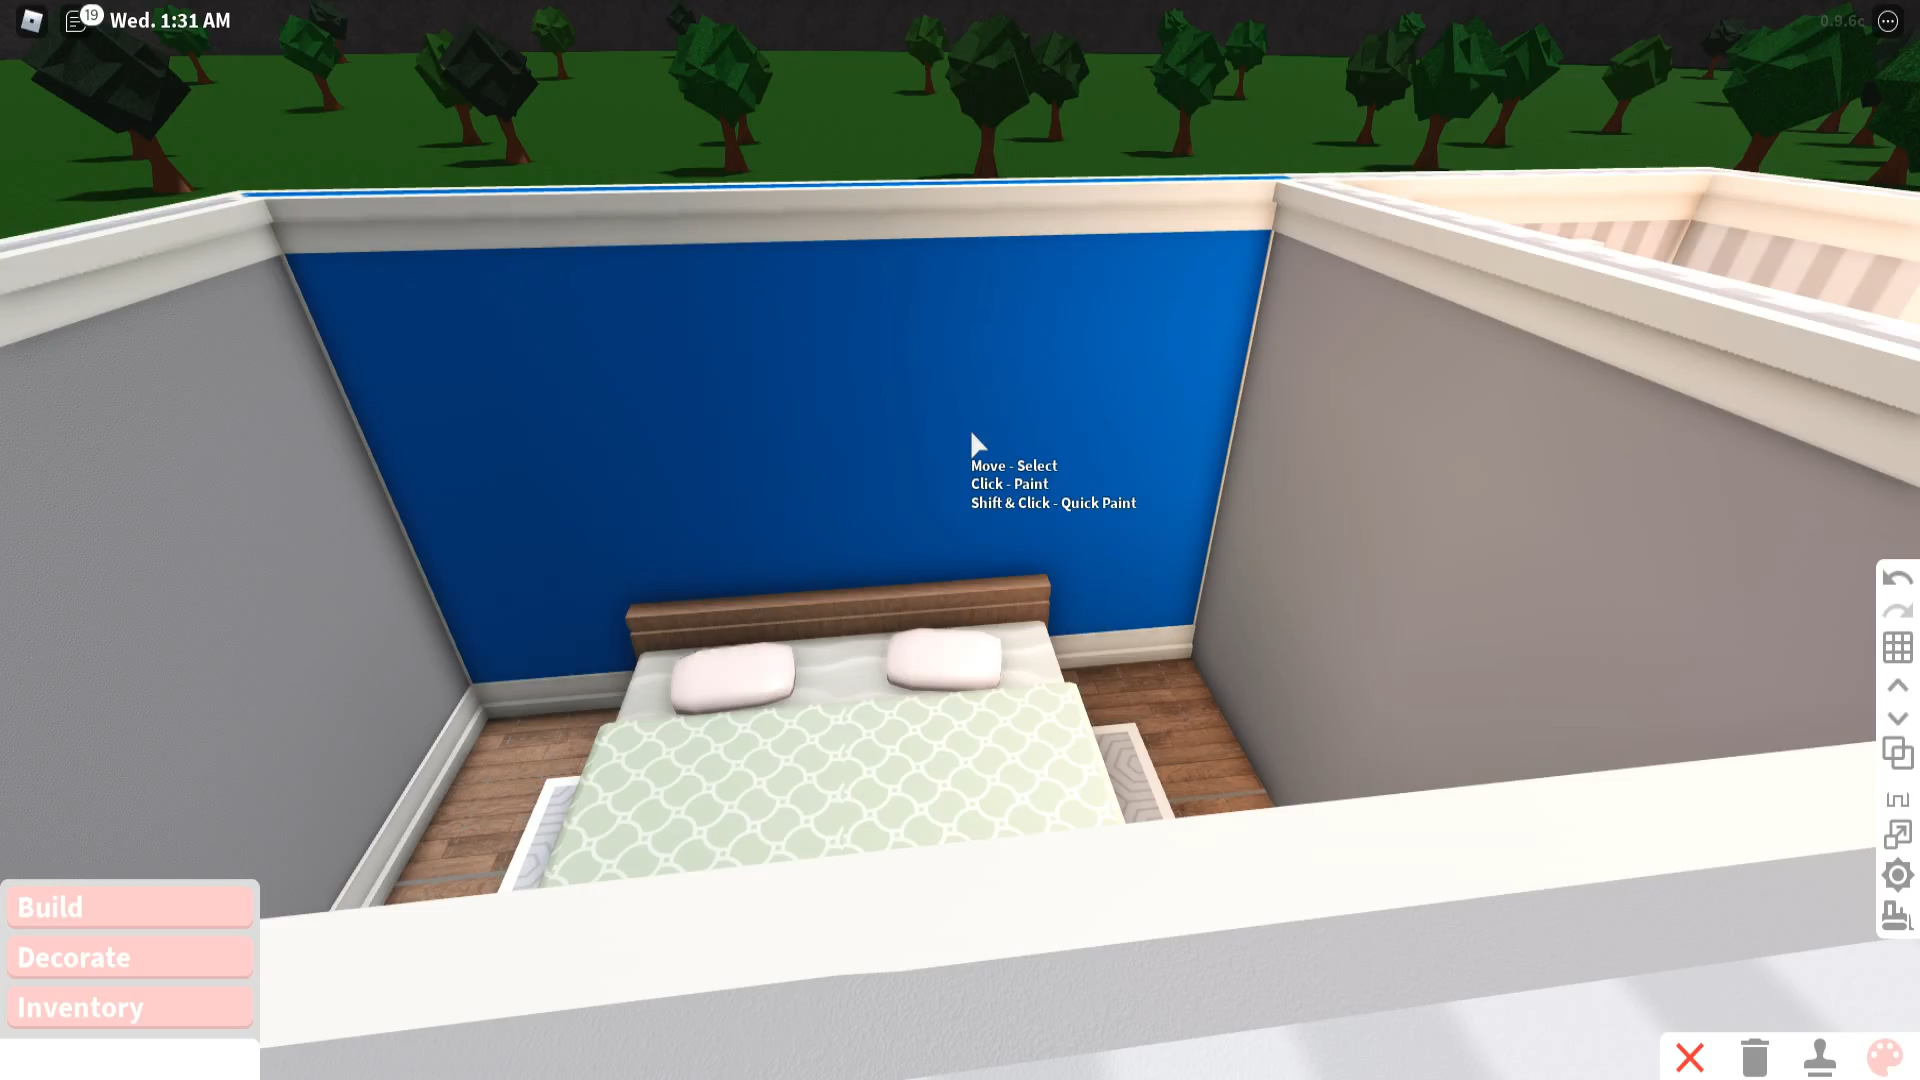 19
Wed. 1:31 AM
0.9.6c
Move - Select
Click - Paint
Shift & Click - Quick Paint
Build
Decorate
Inventory